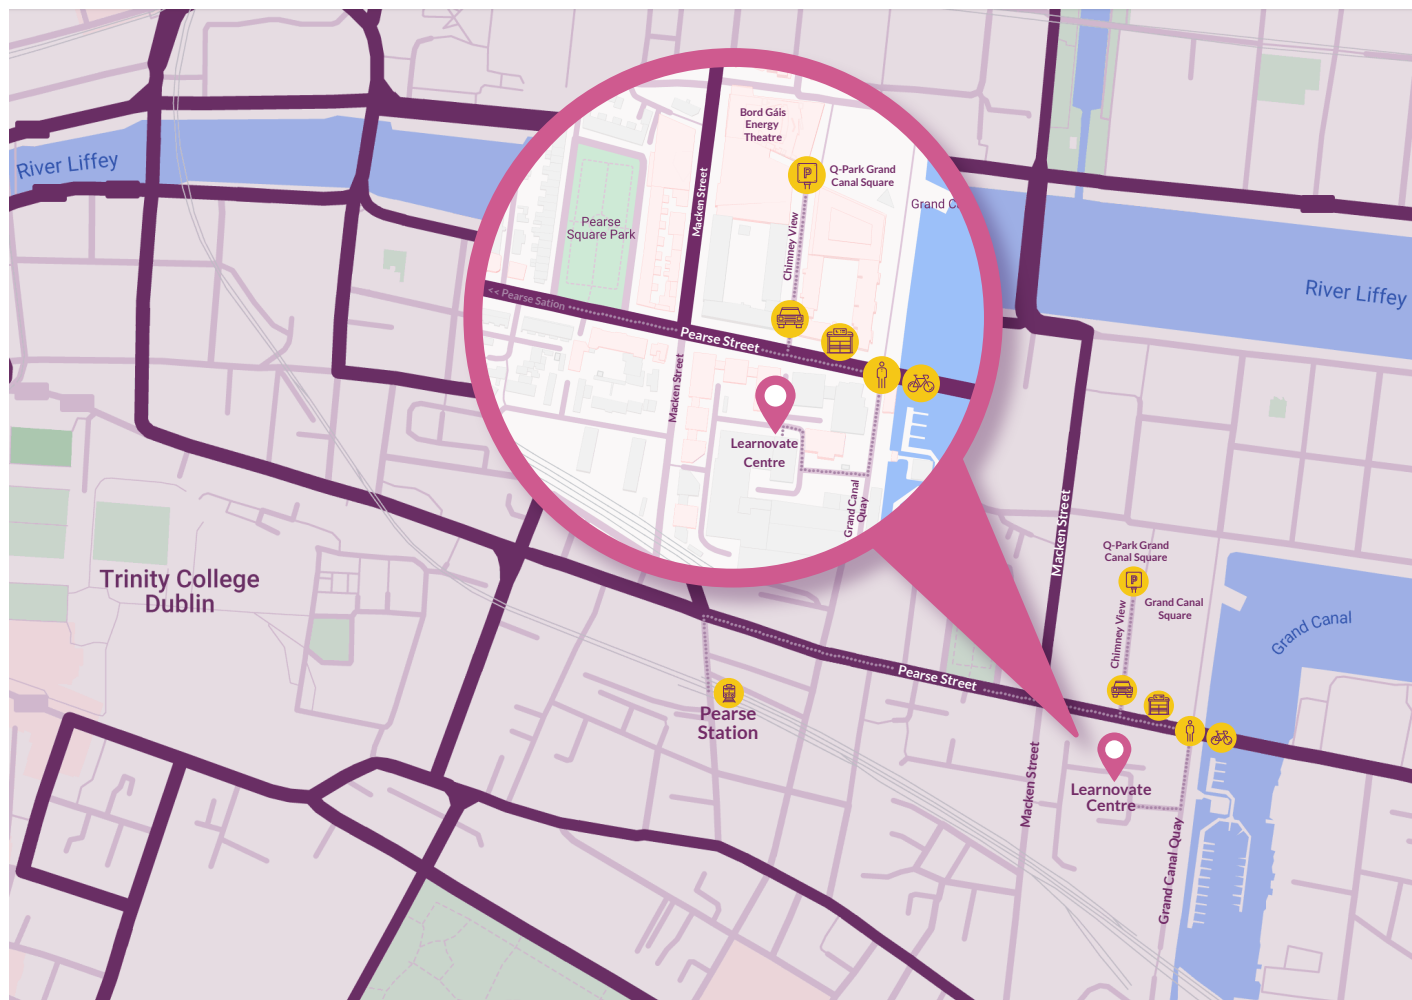 River Liffey
Bord Gáis
Energy
Theatre
P
Q-Park Grand
Canal Square
Macken Street
Pearse
Square Park
Chimney View
Grand C
<< Pearse Sation
Pearse Street
Macken Street
Learnovate
Centre
Grand Canal
Quay
River Liffey
Trinity College
Dublin
Macken Street
Q-Park Grand
Canal Square
P
Grand Canal
Square
Chimney View
Grand Canal
Pearse Street
Pearse
Station
Macken Street
Learnovate
Centre
Grand Canal Quay